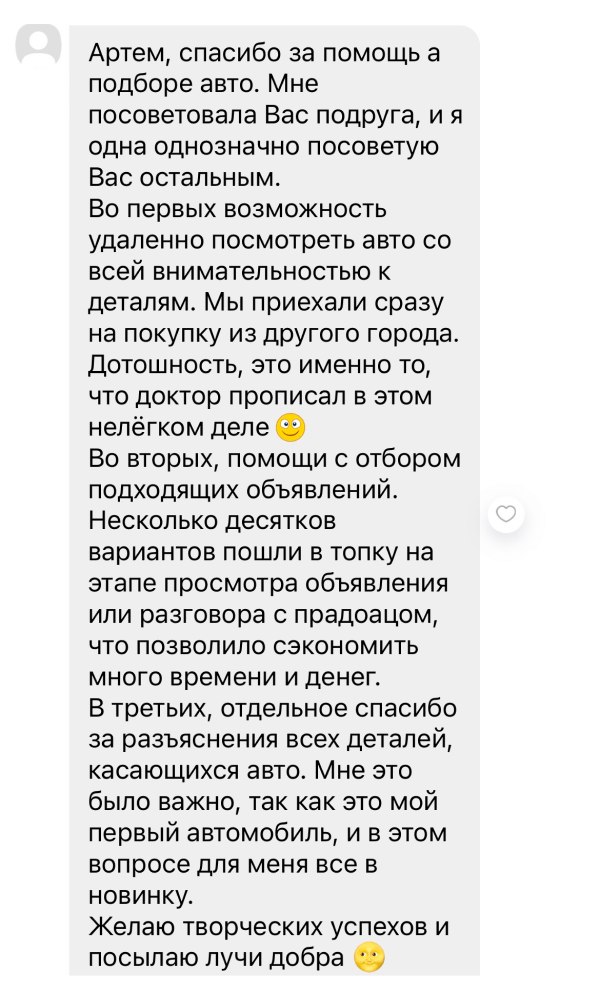 Артем, спасибо за помощь а
подборе авто. Мне
посоветовала Вас подруга, и я
одна однозначно посоветую
Вас остальным.
Во первых возможность
удаленно посмотреть авто со
всей внимательностью к
деталям. Мы приехали сразу
на покупку из другого города.
Дотошность, это именно то,
что доктор прописал в этом
нелёгком деле 🙂
Во вторых, помощи с отбором
подходящих объявлений.
Несколько десятков
вариантов пошли в топку на
этапе просмотра объявления
или разговора с прадоацом,
что позволило сэкономить
много времени и денег.
В третьих, отдельное спасибо
за разъяснения всех деталей,
касающихся авто. Мне это
было важно, так как это мой
первый автомобиль, и в этом
вопросе для меня все в
новинку.
Желаю творческих успехов и
посылаю лучи добра 🌝